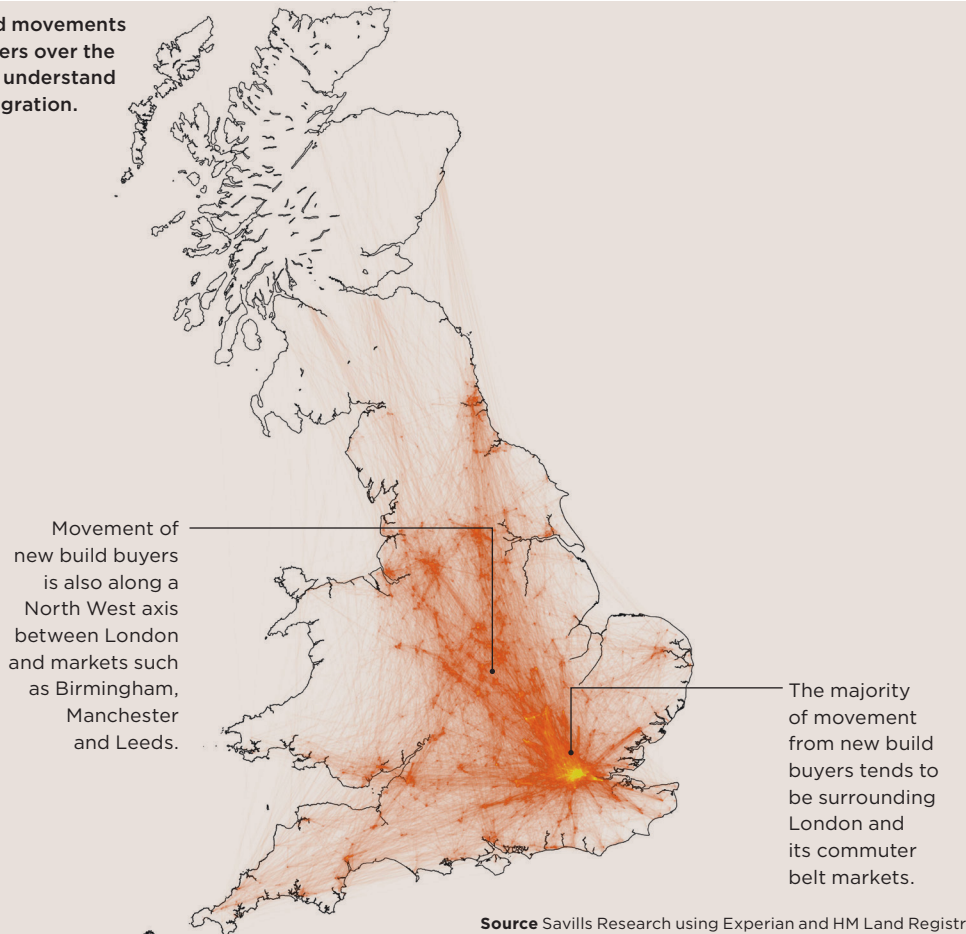 d movements
ers over the
understand
gration.
Movement of
new build buyers
is also along a
North West axis
between London
and markets such
as Birmingham,
Manchester
and Leeds.
The majority
of movement
from new build
buyers tends to
be surrounding
London and
its commuter
belt markets.
Source Savills Research using Experian and HM Land Registr